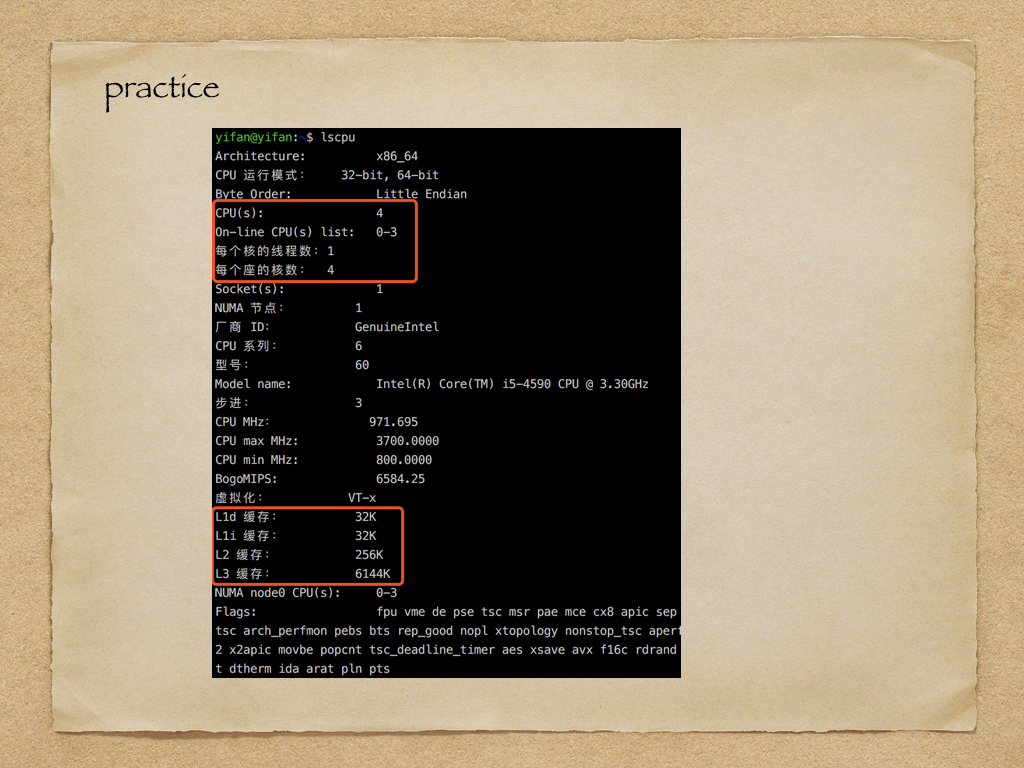 practice
yifan@yifan:~$ lscpu
Architecture: x86_64
CPU 运行模式： 32-bit, 64-bit
Byte Order: Little Endian
CPU(s): 4
On-line CPU(s) list: 0-3
每个核的线程数：1
每个座的核数： 4
Socket(s): 1
NUMA 节点： 1
厂商 ID： GenuineIntel
CPU 系列： 6
型号： 60
Model name: Intel(R) Core(TM) i5-4590 CPU @ 3.30GHz
步进： 3
CPU MHz： 971.695
CPU max MHz: 3700.0000
CPU min MHz: 800.0000
BogoMIPS: 6584.25
虚拟化： VT-x
L1d 缓存： 32K
L1i 缓存： 32K
L2 缓存： 256K
L3 缓存： 6144K
NUMA node0 CPU(s): 0-3
Flags: fpu vme de pse tsc msr pae mce cx8 apic sep
tsc arch_perfmon pebs bts rep_good nopl xtopology nonstop_tsc aperf
2 x2apic movbe popcnt tsc_deadline_timer aes xsave avx f16c rdrand
t dtherm ida arat pln pts